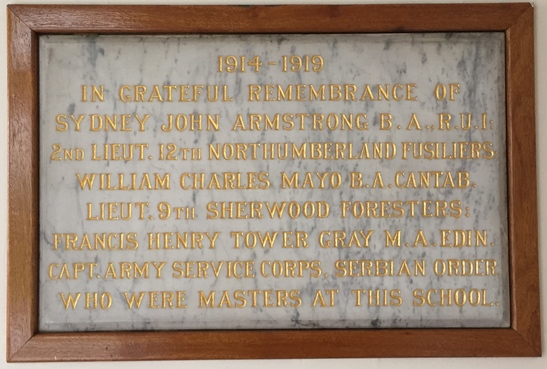 1914-1919
IN GRATEFUL REMEMBRANCE OF
SYDNEY JOHN ARMSTRONG B.A., R.U.I:
2ND LIEUT. 12TH NORTHUMBERLAND FUSILIERS
WILLIAM CHARLES MAYO B.A. CANTAB.
LIEUT. 9TH SHERWOOD FORESTERS:
FRANCIS HENRY TOWER GRAY M.A. EDIN.
CAPT. ARMY SERVICE CORPS. SERBIAN ORDER
WHO WERE MASTERS AT THIS SCHOOL.